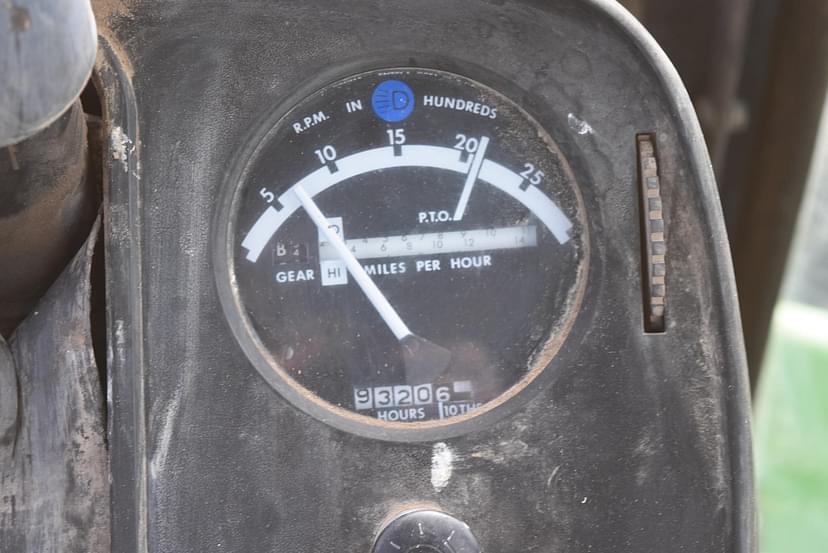 R.P.M. IN HUNDREDS
5 10 15 20 25
P.T.O.
GEAR HI MILES PER HOUR
93206
HOURS 10THS